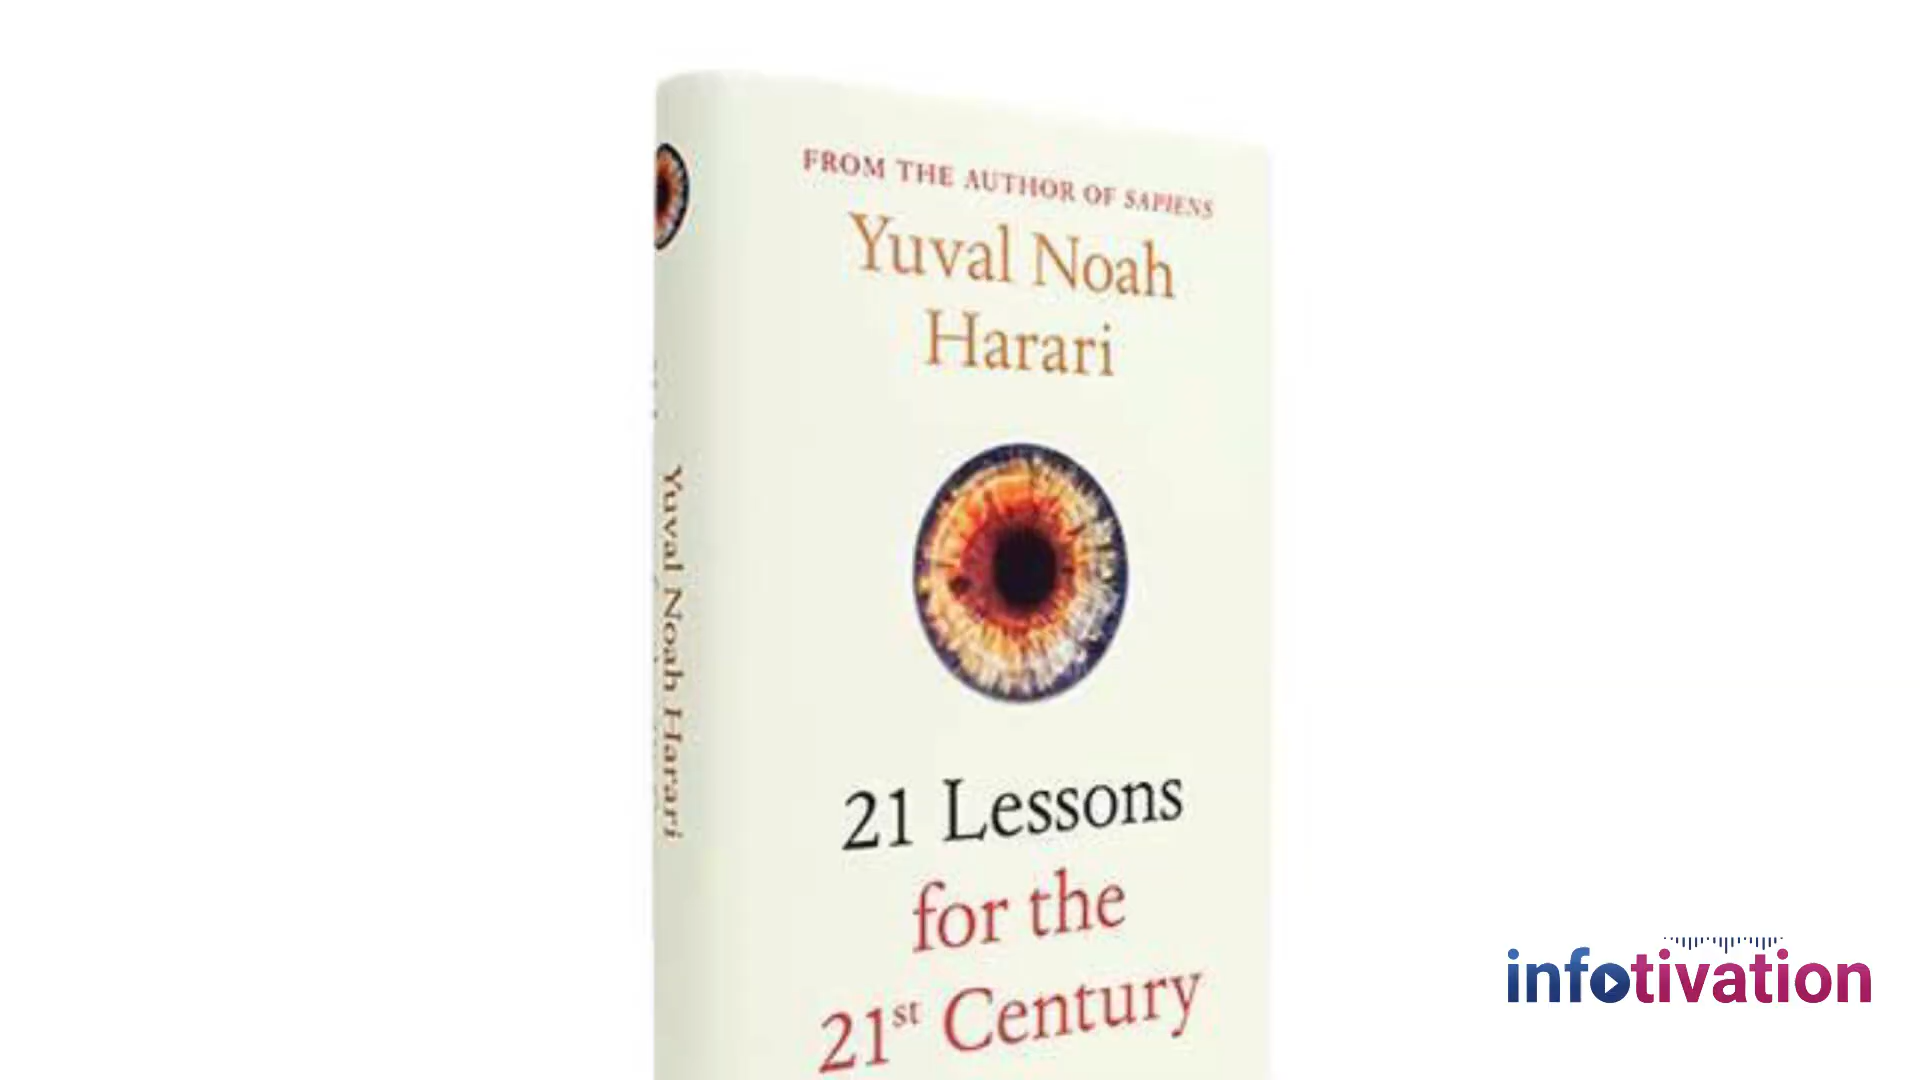 FROM THE AUTHOR OF SAPIENS
Yuval Noah
Harari
21 Lessons
for the
21st Century
Yuval Noah Harari
infotivation